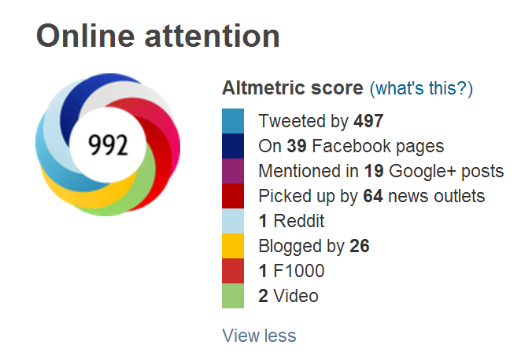 Online attention
992
Altmetric score (what's this?)
Tweeted by 497
On 39 Facebook pages
Mentioned in 19 Google+ posts
Picked up by 64 news outlets
1 Reddit
Blogged by 26
1 F1000
2 Video
View less